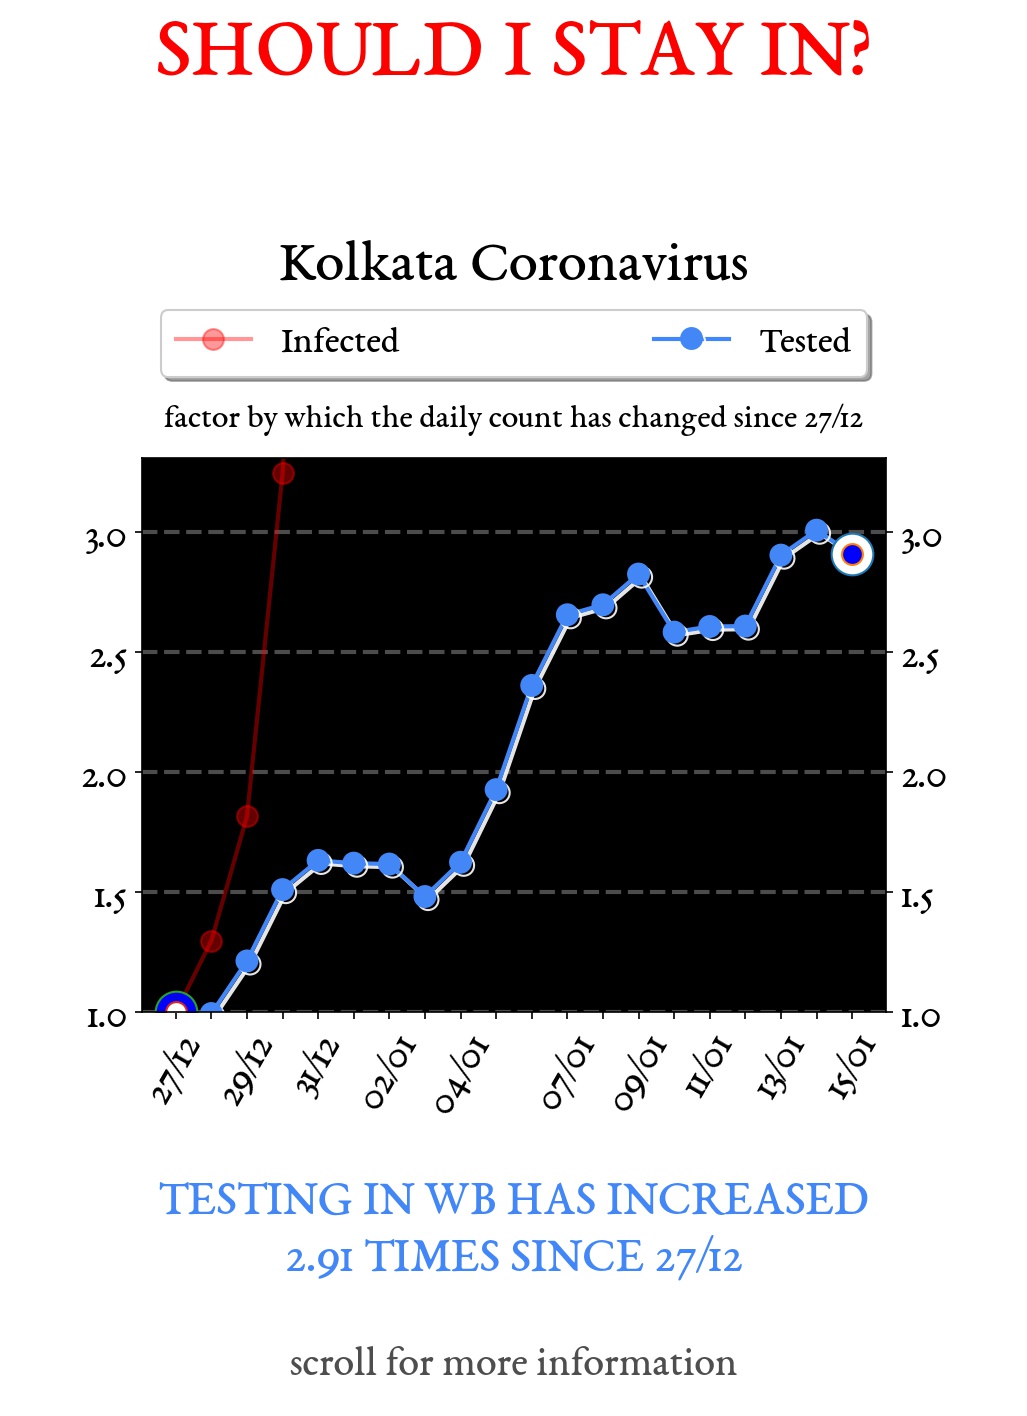 SHOULD I STAY IN?
Kolkata Coronavirus
Infected Tested
factor by which the daily count has changed since 27/12
3.0 3.0
2.5 2.5
2.0 2.0
1.5 1.5
1.0 1.0
27/12 29/12 31/12 02/01 04/01 07/01 09/01 11/01 13/01 15/01
TESTING IN WB HAS INCREASED
2.91 TIMES SINCE 27/12
scroll for more information